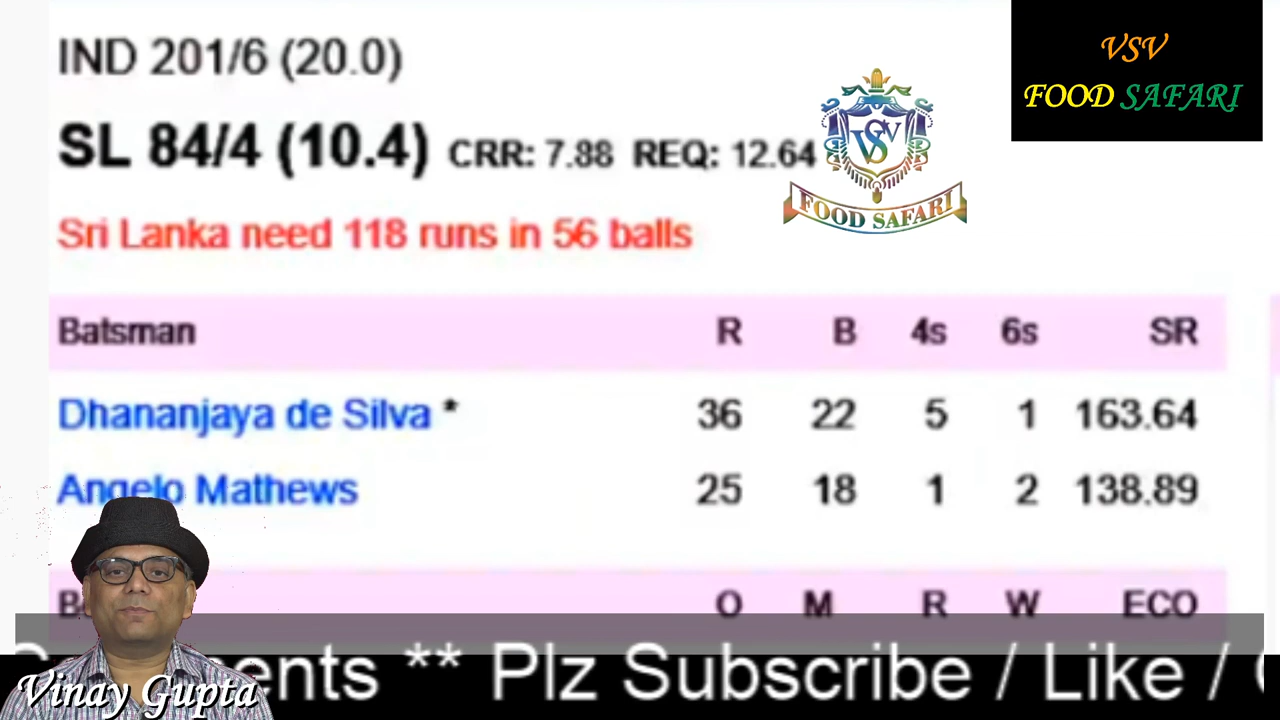 VSV
FOOD SAFARI
IND 201/6 (20.0)
SL 84/4 (10.4) CRR: 7.88 REQ: 12.64
VSV
FOOD SAFARI
Sri Lanka need 118 runs in 56 balls
Batsman R B 4s 6s SR
Dhananjaya de Silva * 36 22 5 1 163.64
Angelo Mathews 25 18 1 2 138.89
O M R W ECO
ents ** Plz Subscribe / Like /
Vinay Gupta